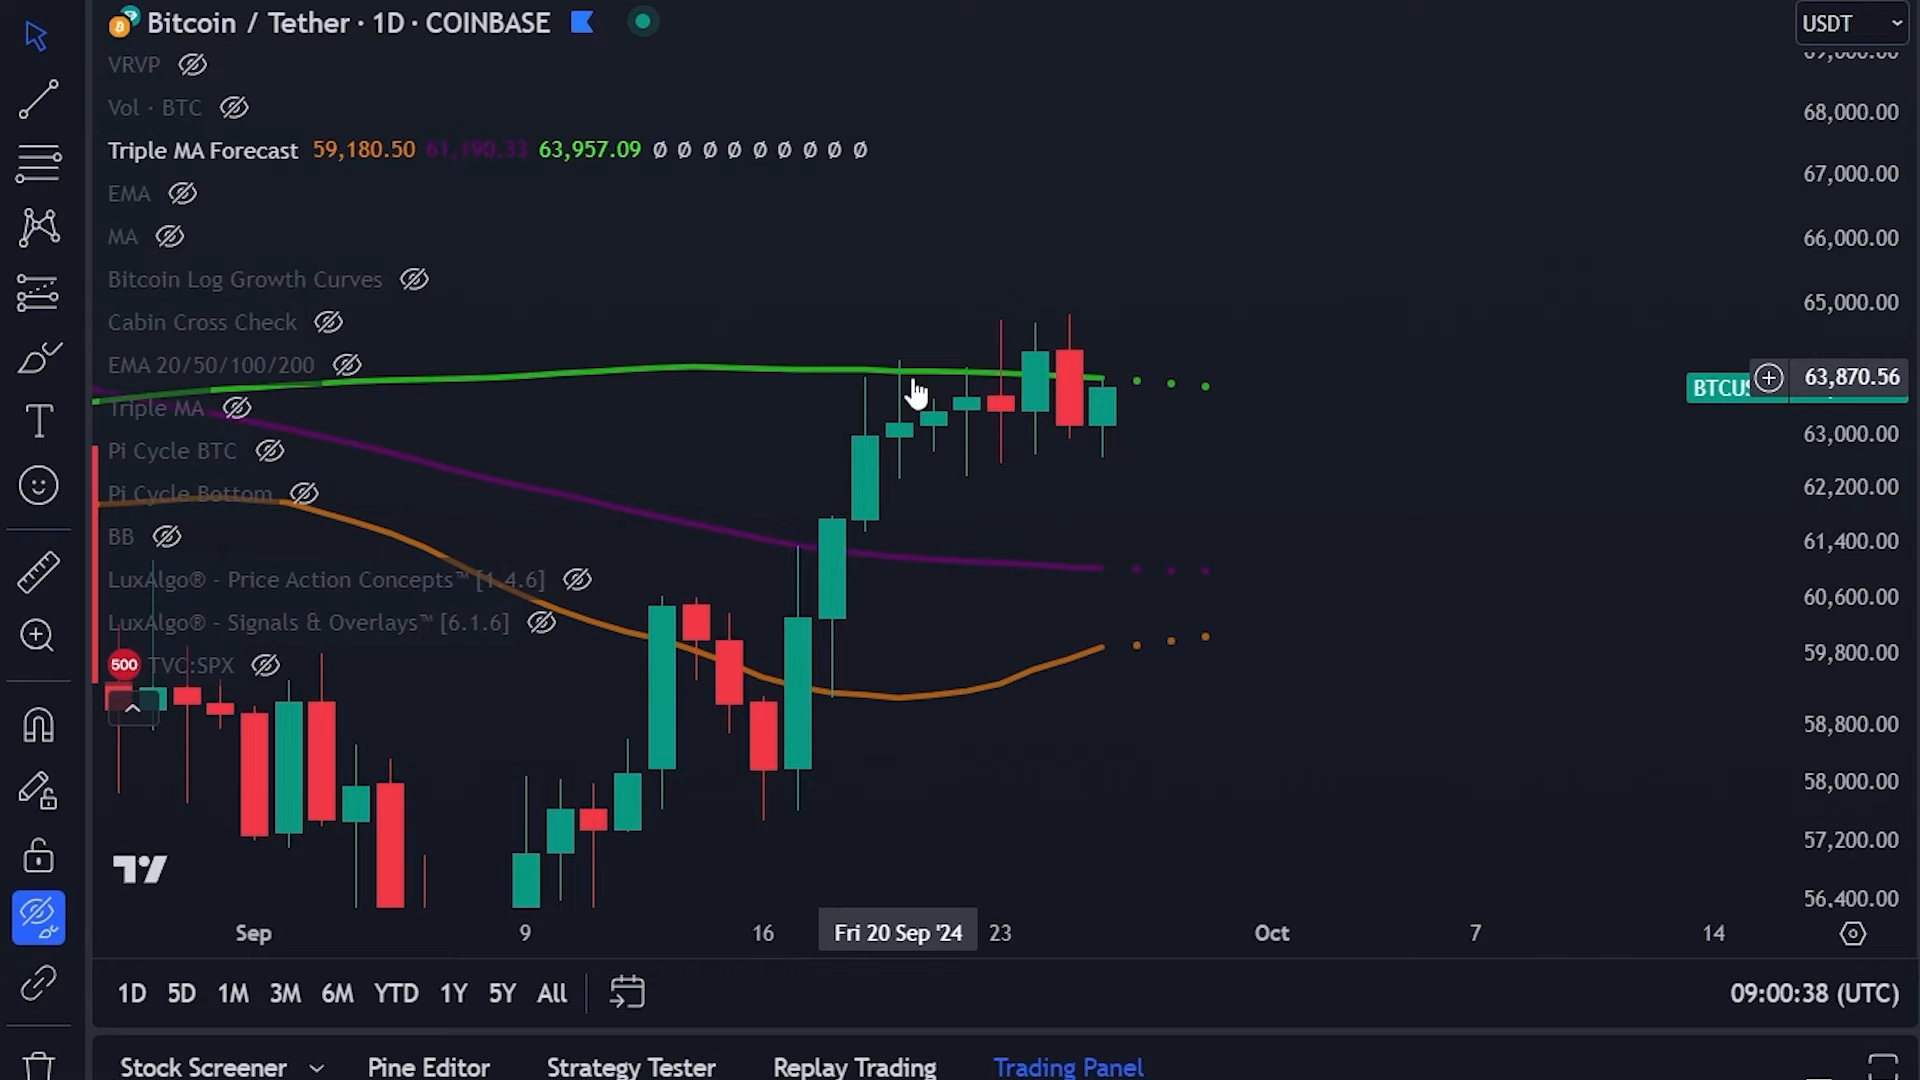 Bitcoin / Tether · 1D · COINBASE
USDT
69,000.00
VRVP
Vol · BTC
68,000.00
Triple MA Forecast 59,180.50 61,190.33 63,957.09 Ø Ø Ø Ø Ø Ø Ø Ø Ø
67,000.00
EMA
MA
66,000.00
Bitcoin Log Growth Curves
65,000.00
Cabin Cross Check
EMA 20/50/100/200
63,870.56
BTCUS
Triple MA
63,000.00
Pi Cycle BTC
62,200.00
Pi Cycle Bottom
BB
61,400.00
LuxAlgo® - Price Action Concepts™ [1.4.6]
60,600.00
LuxAlgo® - Signals & Overlays™ [6.1.6]
59,800.00
500 TVC:SPX
58,800.00
58,000.00
57,200.00
56,400.00
Sep 9 16 Fri 20 Sep '24 23 Oct 7 14
1D 5D 1M 3M 6M YTD 1Y 5Y All
09:00:38 (UTC)
Stock Screener Pine Editor Strategy Tester Replay Trading Trading Panel